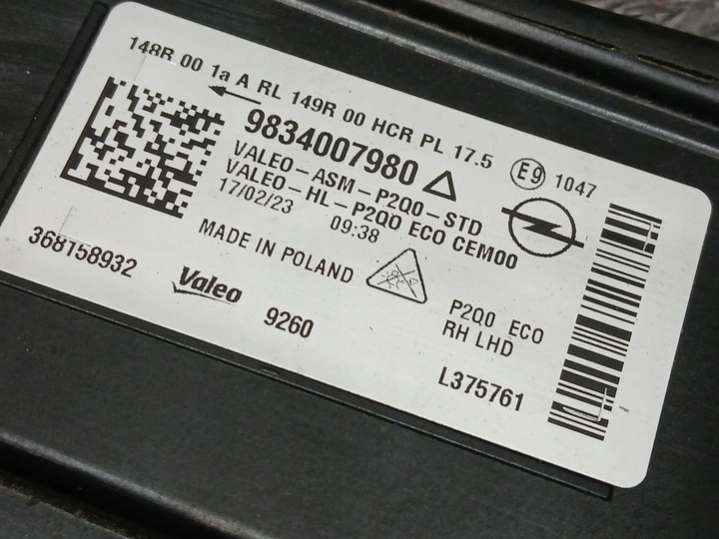 148R 00 1a A RL 149R 00 HCR PL 17.5 E9 1047
9834007980
VALEO-ASM-P2Q0-STD
VALEO-HL-P2Q0 ECO CEM00
17/02/23 09:38
MADE IN POLAND
368158932
Valeo
9260
P2Q0 ECO
RH LHD
L375761